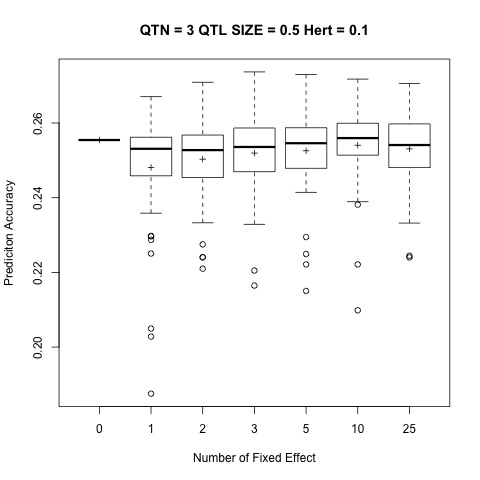 QTN = 3 QTL SIZE = 0.5 Hert = 0.1
Prediciton Accuracy
0.26
0.24
0.22
0.20
0 1 2 3 5 10 25
Number of Fixed Effect